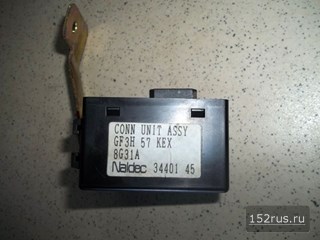 CONN UNIT ASSY
GF3H 57 KEX
8G31A
Naldec 34401 45
152rus.ru